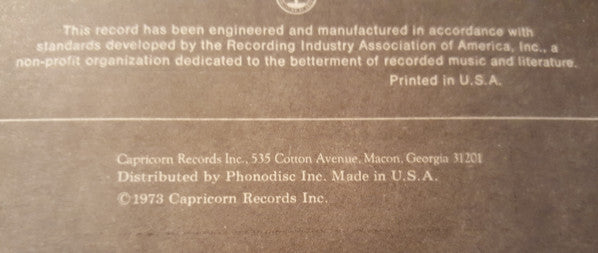 This record has been engineered and manufactured in accordance with
standards developed by the Recording Industry Association of America, Inc., a
non-profit organization dedicated to the betterment of recorded music and literature.
Printed in U.S.A.
Capricorn Records Inc., 535 Cotton Avenue, Macon, Georgia 31201
Distributed by Phonodisc Inc. Made in U.S.A.
©1973 Capricorn Records Inc.